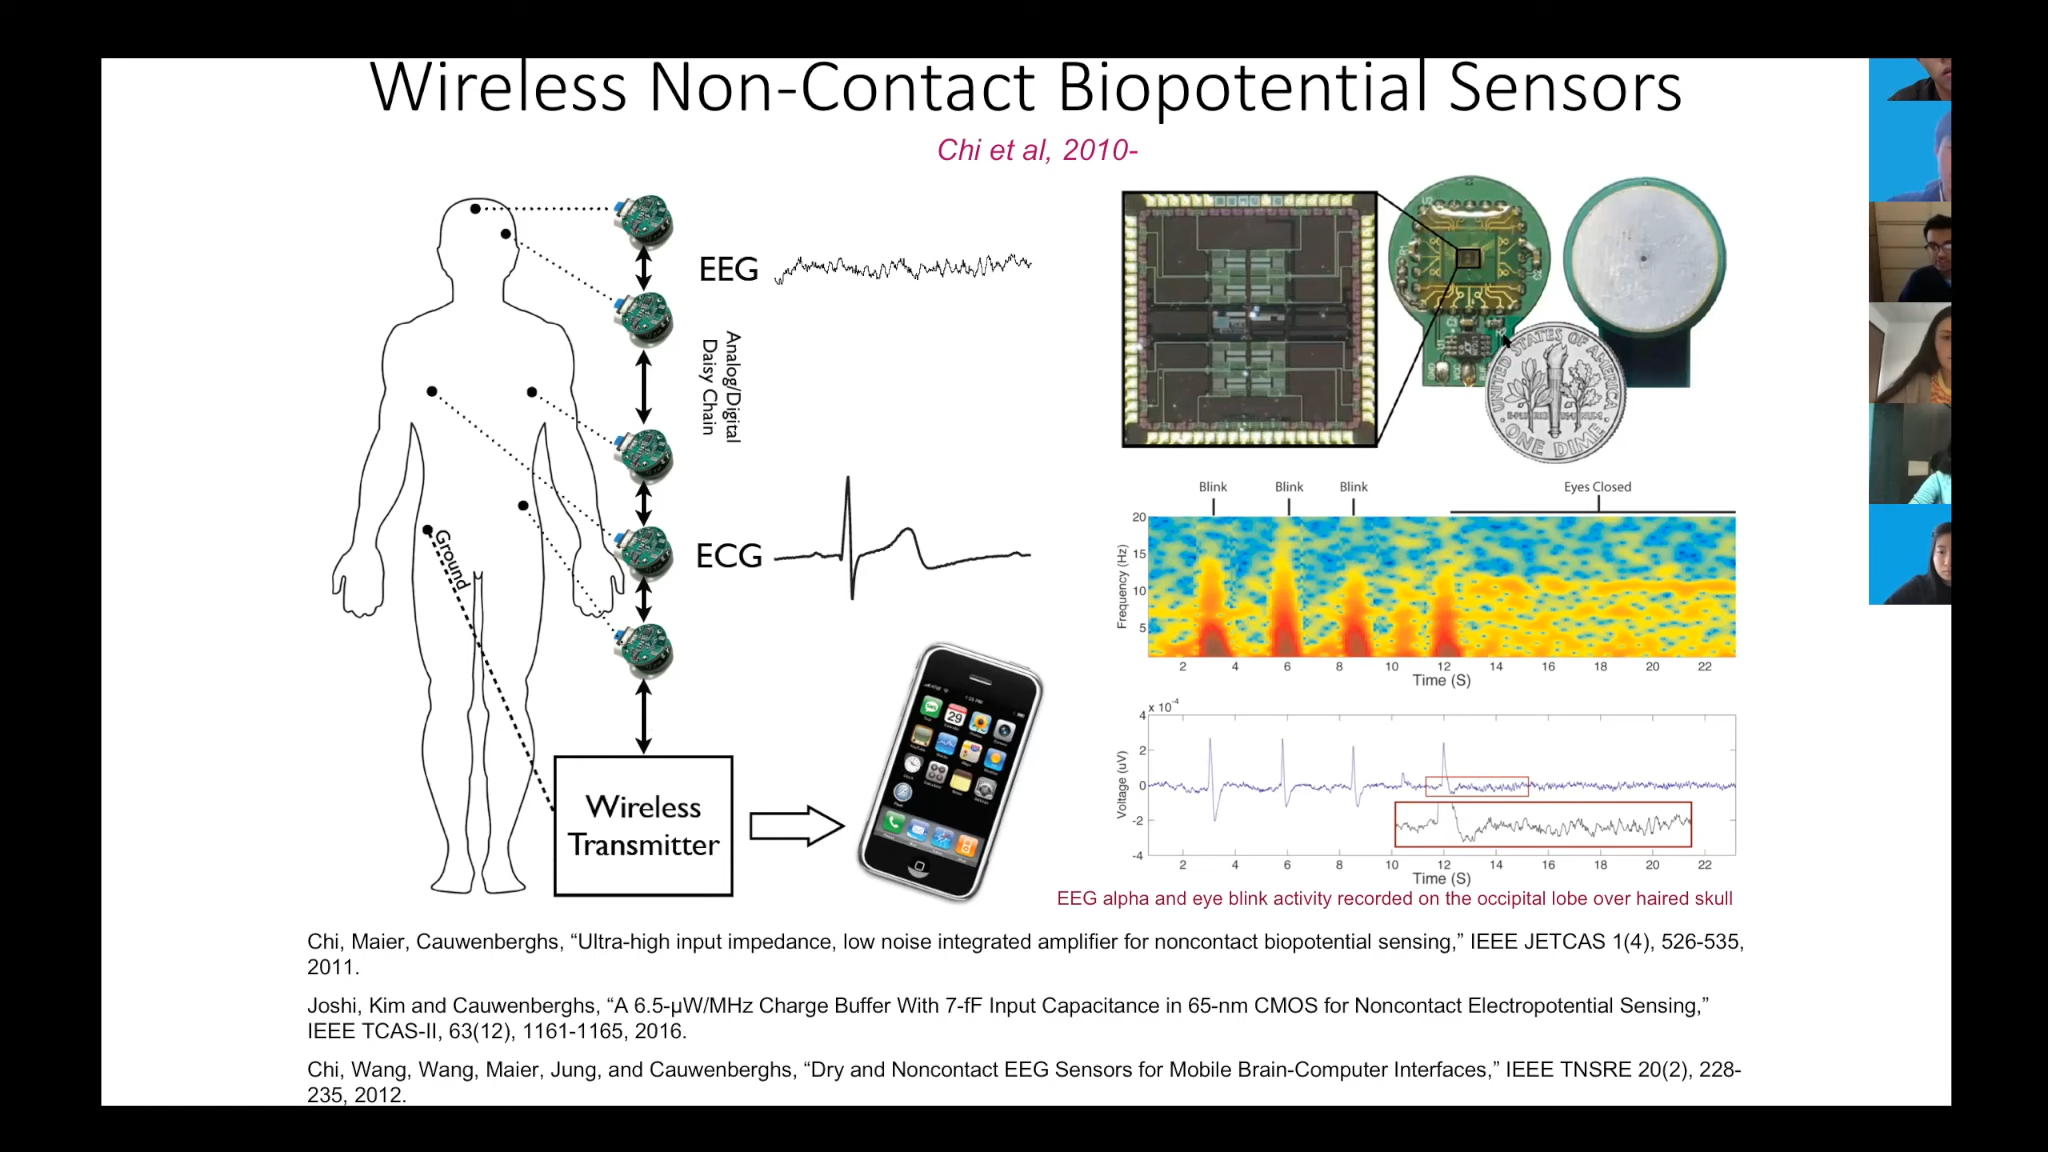 Wireless Non-Contact Biopotential Sensors
Chi et al, 2010-
EEG
Analog/Digital
Daisy Chain
ECG
Ground
Wireless
Transmitter
29
UNITED STATES OF AMERICA
E PLURIBUS UNUM
ONE DIME
Blink
Blink
Blink
Eyes Closed
Frequency (Hz)
20
15
10
5
2 4 6 8 10 12 14 16 18 20 22
Time (S)
x 10-4
Voltage (uV)
4
2
0
-2
-4
2 4 6 8 10 12 14 16 18 20 22
Time (S)
EEG alpha and eye blink activity recorded on the occipital lobe over haired skull
Chi, Maier, Cauwenberghs, “Ultra-high input impedance, low noise integrated amplifier for noncontact biopotential sensing,” IEEE JETCAS 1(4), 526-535,
2011.
Joshi, Kim and Cauwenberghs, “A 6.5-µW/MHz Charge Buffer With 7-fF Input Capacitance in 65-nm CMOS for Noncontact Electropotential Sensing,”
IEEE TCAS-II, 63(12), 1161-1165, 2016.
Chi, Wang, Wang, Maier, Jung, and Cauwenberghs, “Dry and Noncontact EEG Sensors for Mobile Brain-Computer Interfaces,” IEEE TNSRE 20(2), 228-
235, 2012.